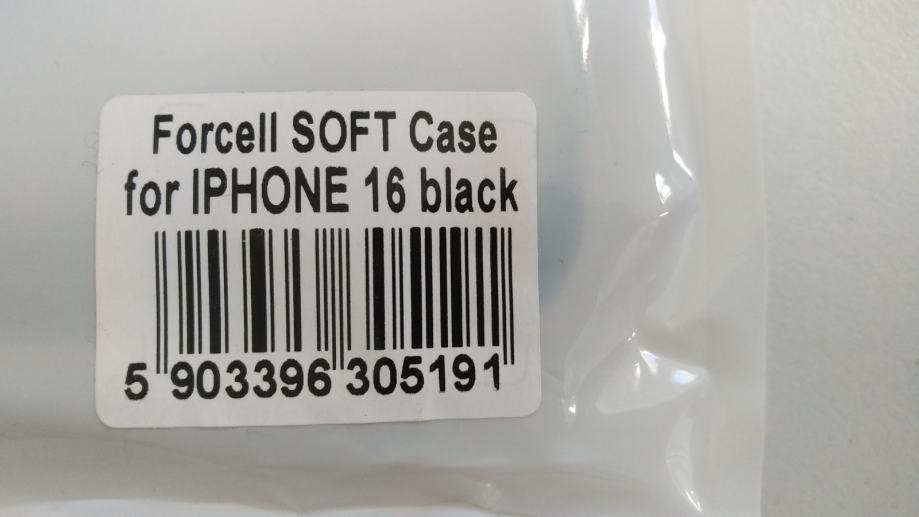 Forcell SOFT Case
for IPHONE 16 black
5 903396 305191